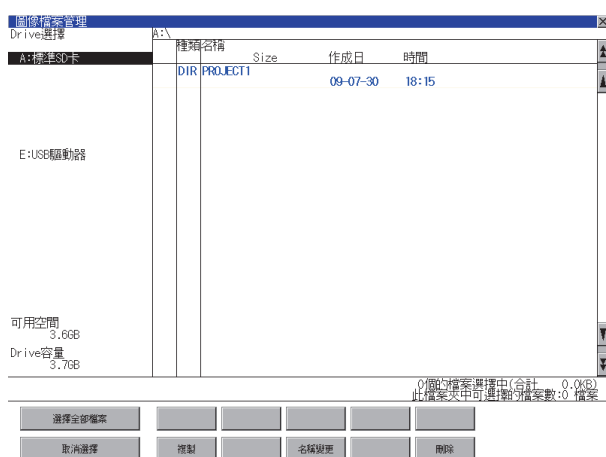 圖像檔案管理
Drive選擇
A:\
種類 名稱
A:標準SD卡
Size 作成日 時間
DIR PROJECT1
09-07-30 18:15
E:USB驅動器
可用空間
3.6GB
Drive容量
3.7GB
0個的檔案選擇中(合計 0.0KB)
此檔案夾中可選擇的檔案數:0 檔案
選擇全部檔案
取消選擇 複製 名稱變更 刪除